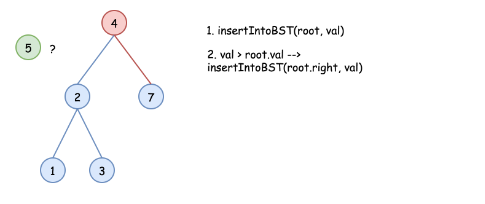 4
1. insertIntoBST(root, val)
5 ?
2. val > root.val -->
insertIntoBST(root.right, val)
2
7
1
3